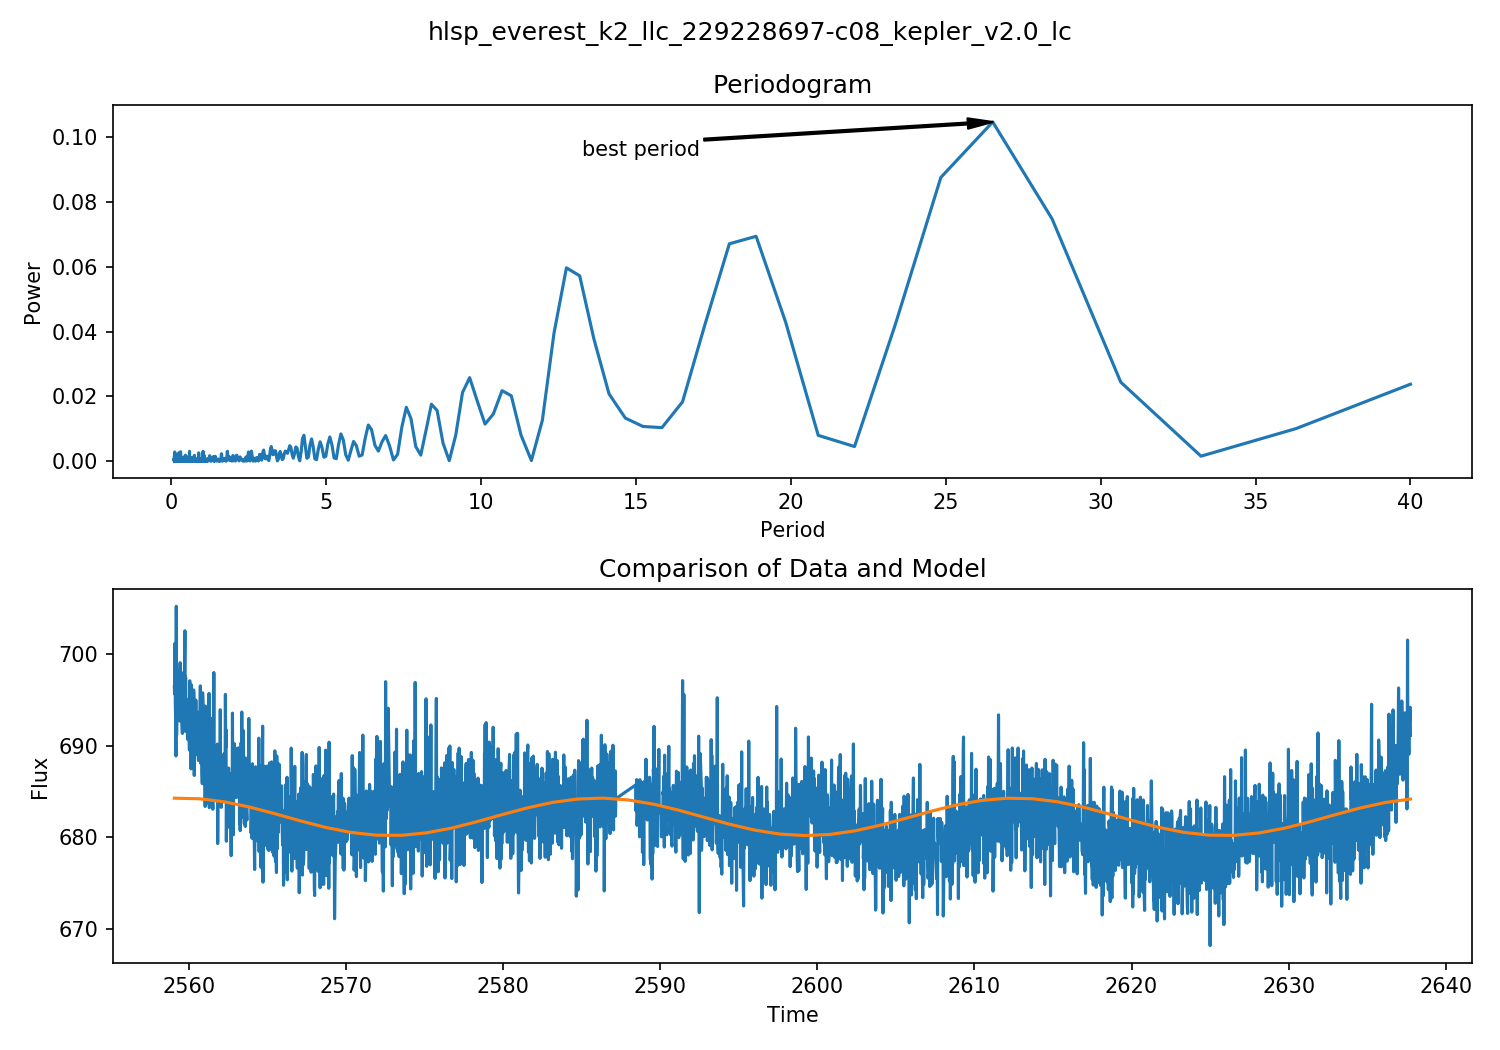 hlsp_everest_k2_llc_229228697-c08_kepler_v2.0_lc
Periodogram
0.10
0.08
0.06
0.04
0.02
0.00
Power
best period
0 5 10 15 20 25 30 35 40
Period
Comparison of Data and Model
700
690
680
670
Flux
2560 2570 2580 2590 2600 2610 2620 2630 2640
Time